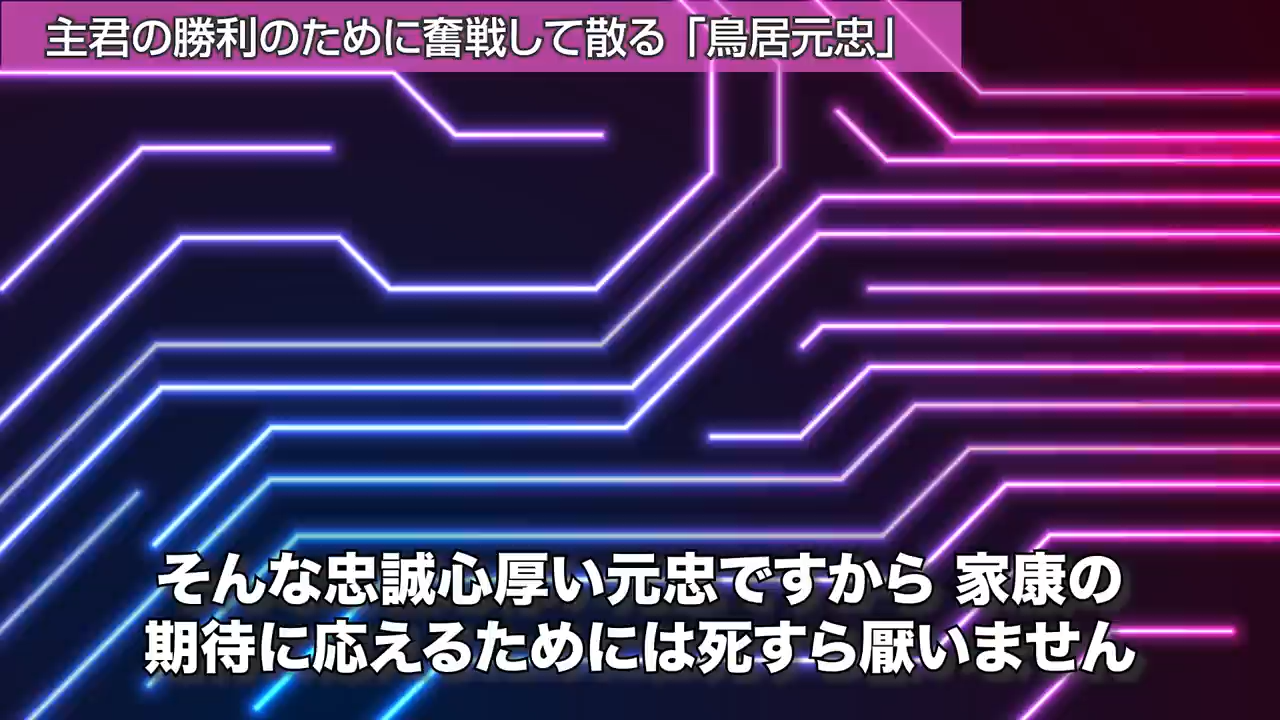 主君の勝利のために奮戦して散る「鳥居元忠」
そんな忠誠心厚い元忠ですから 家康の
期待に応えるためには死すら厭いません